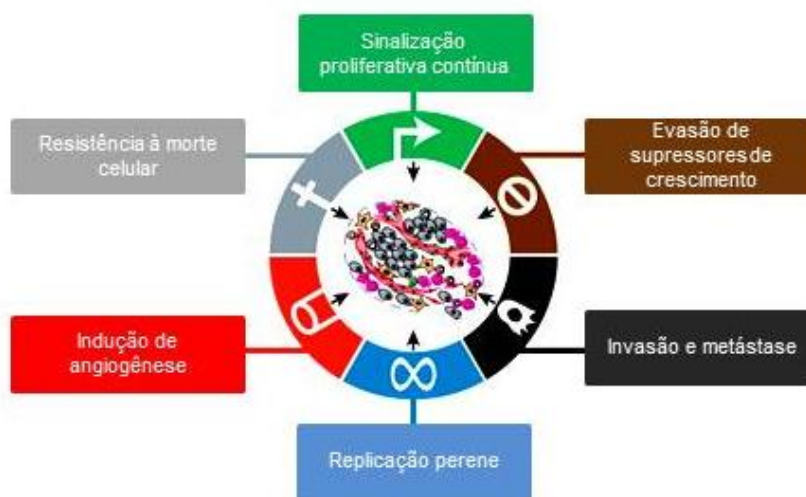 Sinalização
proliferativa contínua
Resistência à morte
celular
Evasão de
supressores de
crescimento
Indução de
angiogênese
Invasão e metástase
Replicação perene